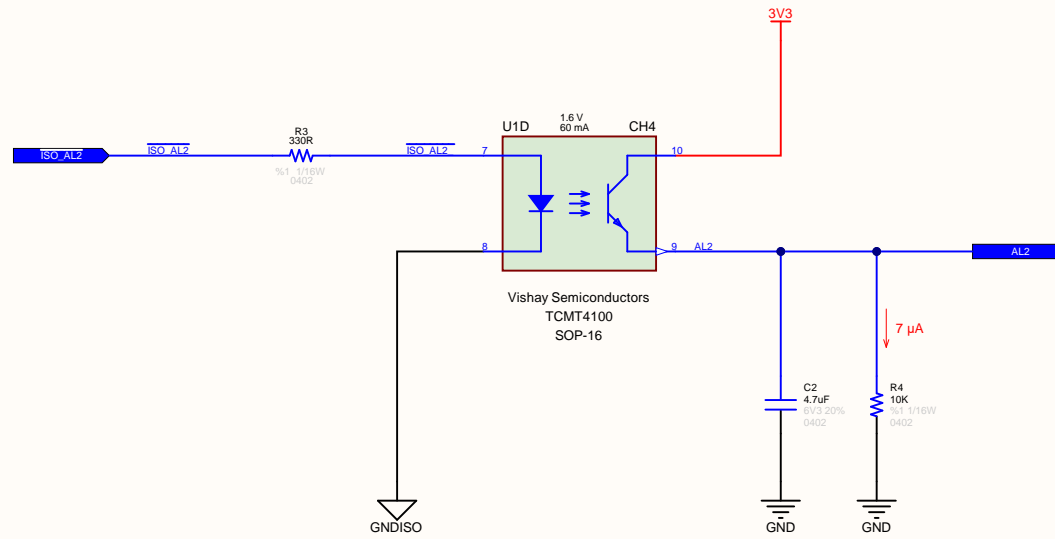 3V3
U1D
1.6 V
60 mA
CH4
R3
330R
%1 1/16W
0402
ISO_AL2
ISO_AL2
ISO_AL2
7
10
8
9
AL2
AL2
Vishay Semiconductors
TCMT4100
SOP-16
7 µA
C2
4.7uF
6V3 20%
0402
R4
10K
%1 1/16W
0402
GNDISO
GND
GND